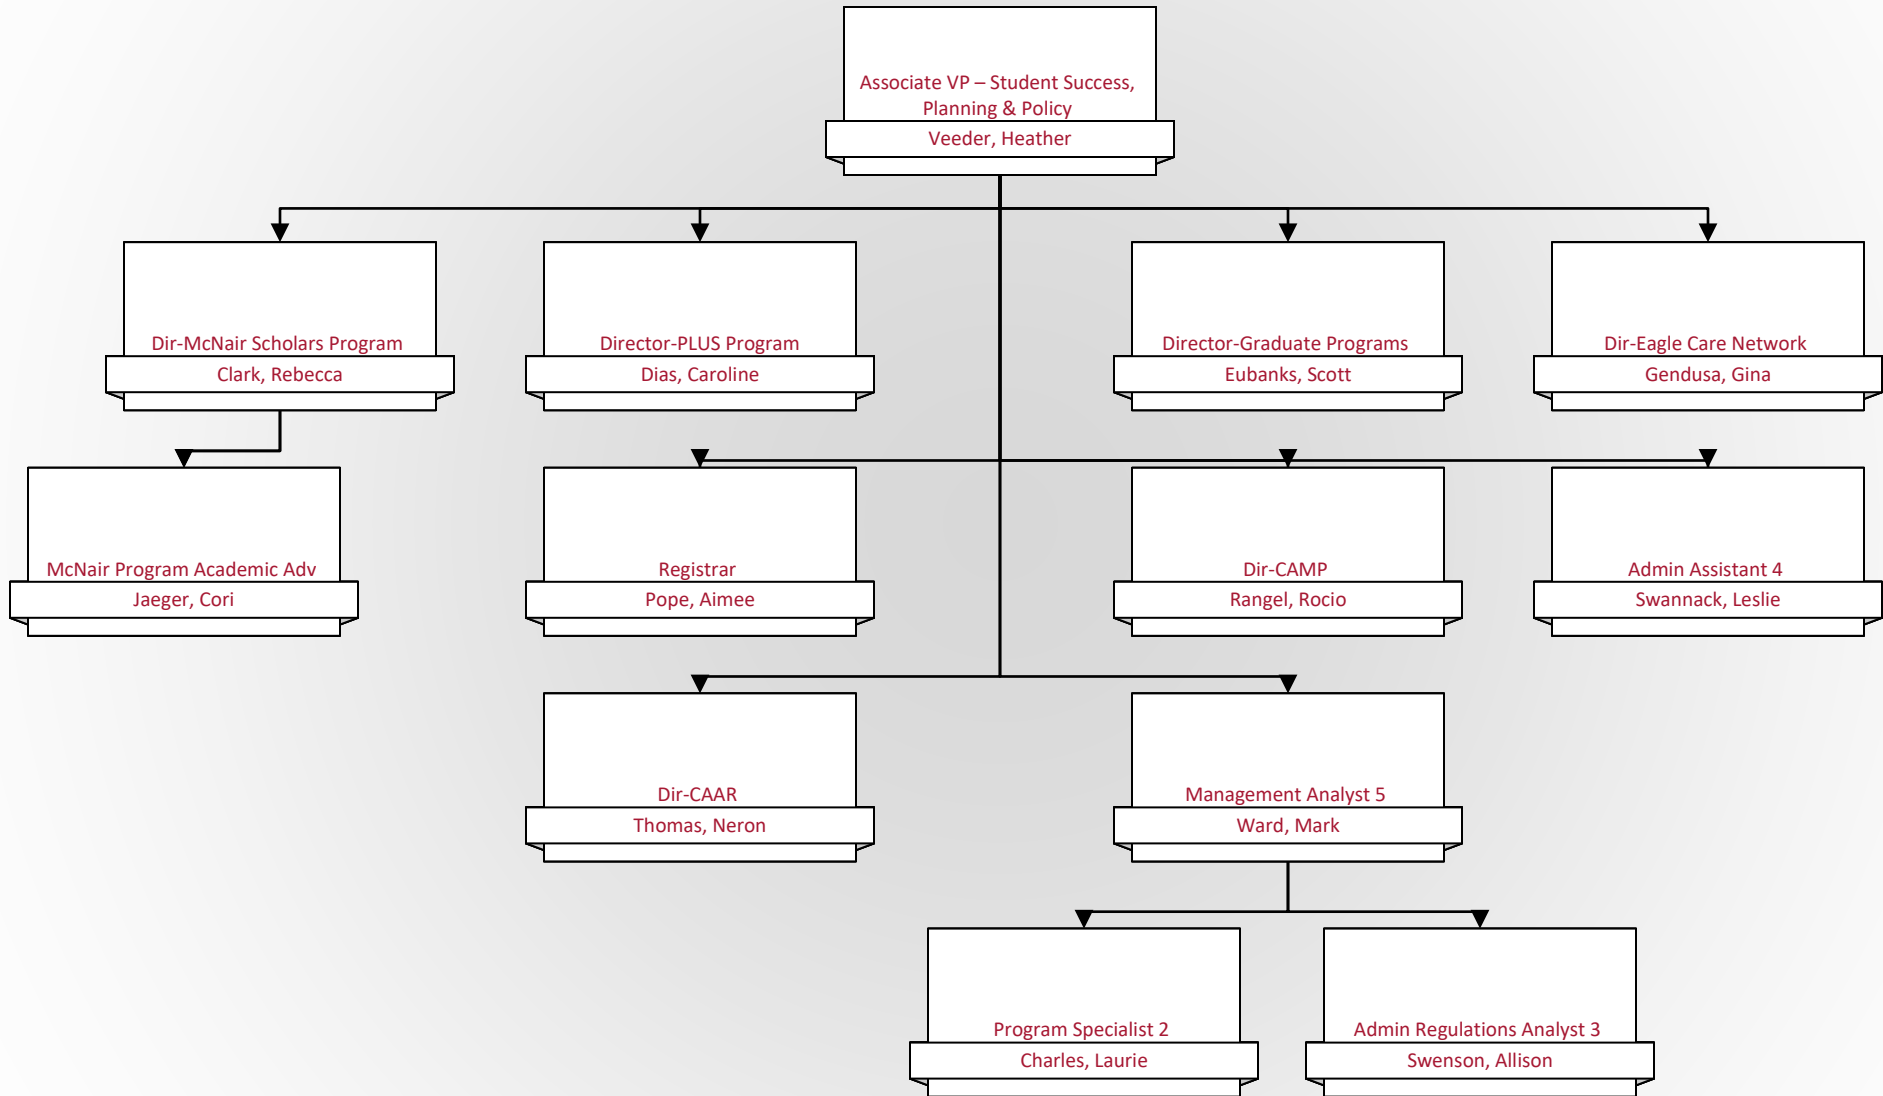 Associate VP – Student Success,
Planning & Policy
Veeder, Heather
Dir-McNair Scholars Program
Clark, Rebecca
Director-PLUS Program
Dias, Caroline
Director-Graduate Programs
Eubanks, Scott
Dir-Eagle Care Network
Gendusa, Gina
McNair Program Academic Adv
Jaeger, Cori
Registrar
Pope, Aimee
Dir-CAMP
Rangel, Rocio
Admin Assistant 4
Swannack, Leslie
Dir-CAAR
Thomas, Neron
Management Analyst 5
Ward, Mark
Program Specialist 2
Charles, Laurie
Admin Regulations Analyst 3
Swenson, Allison